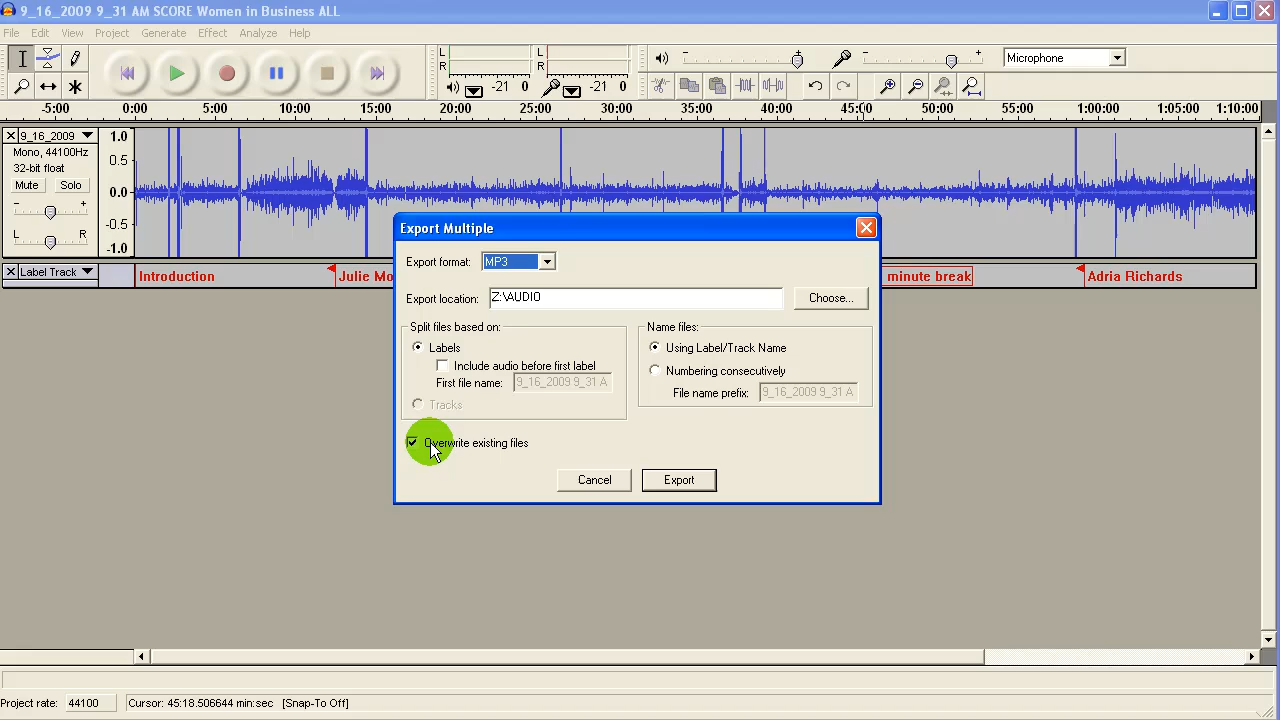 9_16_2009 9_31 AM SCORE Women in Business ALL
File Edit View Project Generate Effect Analyze Help
L R -21 0 L R -21 0 - + - + Microphone
-5:00 0:00 5:00 10:00 15:00 20:00 25:00 30:00 35:00 40:00 45:00 50:00 55:00 1:00:00 1:05:00 1:10:00
9_16_2009
Mono, 44100Hz
32-bit float
Mute Solo
- +
L R
1.0
0.5
0.0
-0.5
-1.0
Label Track Introduction Julie Mo minute break Adria Richards
Export Multiple
Export format: MP3
Export location: Z:\AUDIO Choose...
Split files based on:
Labels
Include audio before first label
First file name: 9_16_2009 9_31 A
Tracks
Name files:
Using Label/Track Name
Numbering consecutively
File name prefix: 9_16_2009 9_31 A
Overwrite existing files
Cancel Export
Project rate: 44100 Cursor: 45:18.506644 min:sec [Snap-To Off]